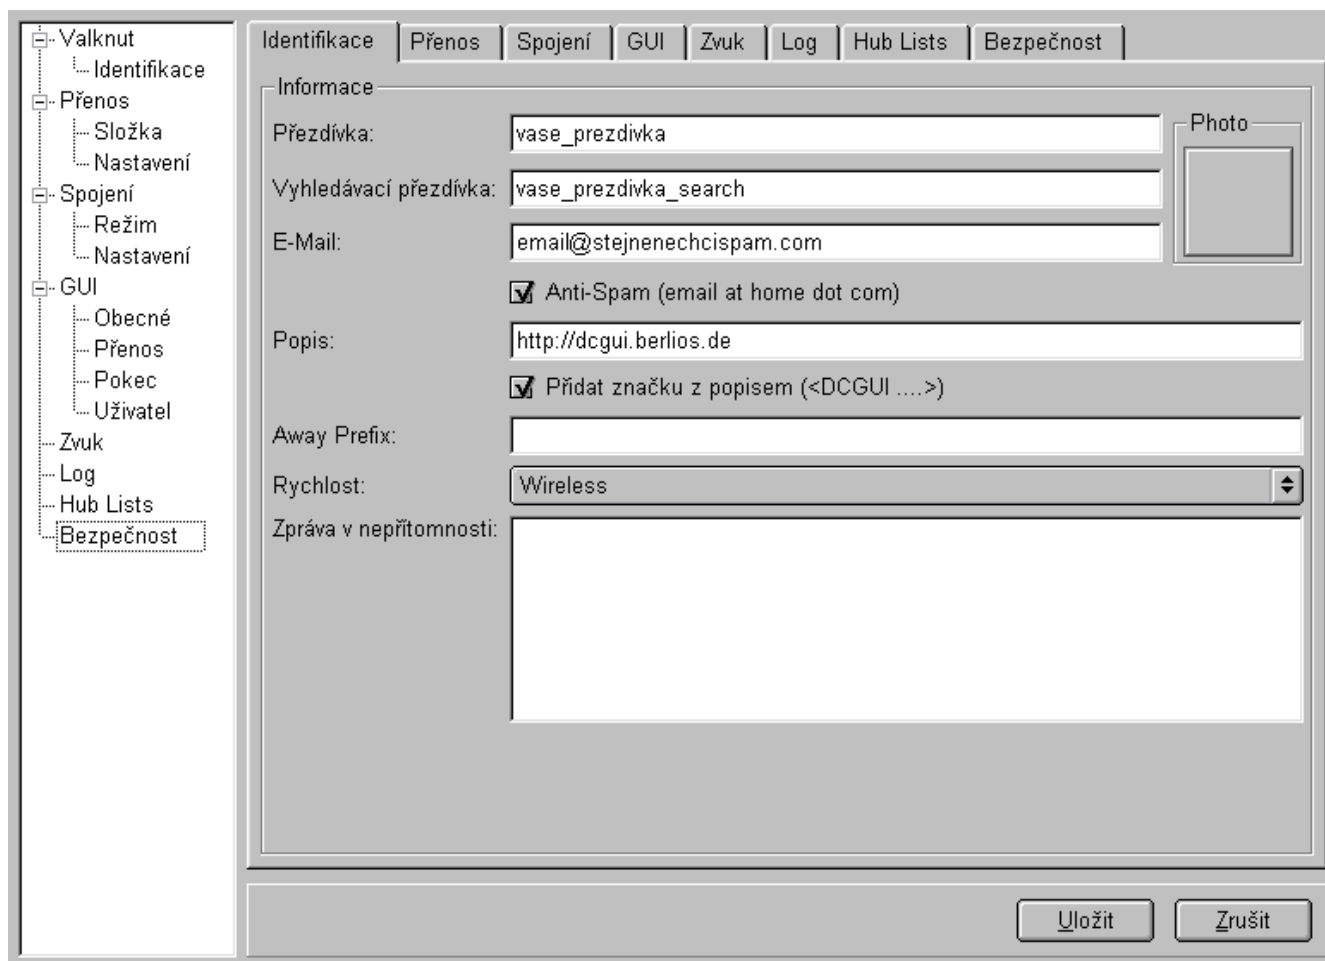 Valknut
Identifikace
Přenos
Složka
Nastavení
Spojení
Režim
Nastavení
GUI
Obecné
Přenos
Pokec
Uživatel
Zvuk
Log
Hub Lists
Bezpečnost
Identifikace Přenos Spojení GUI Zvuk Log Hub Lists Bezpečnost
Informace
Přezdívka: vase_prezdivka
Photo
Vyhledávací přezdívka: vase_prezdivka_search
E-Mail: email@stejnenechcispam.com
Anti-Spam (email at home dot com)
Popis: http://dcgui.berlios.de
Přidat značku z popisem (<DCGUI ....>)
Away Prefix:
Rychlost: Wireless
Zpráva v nepřítomnosti:
Uložit Zrušit